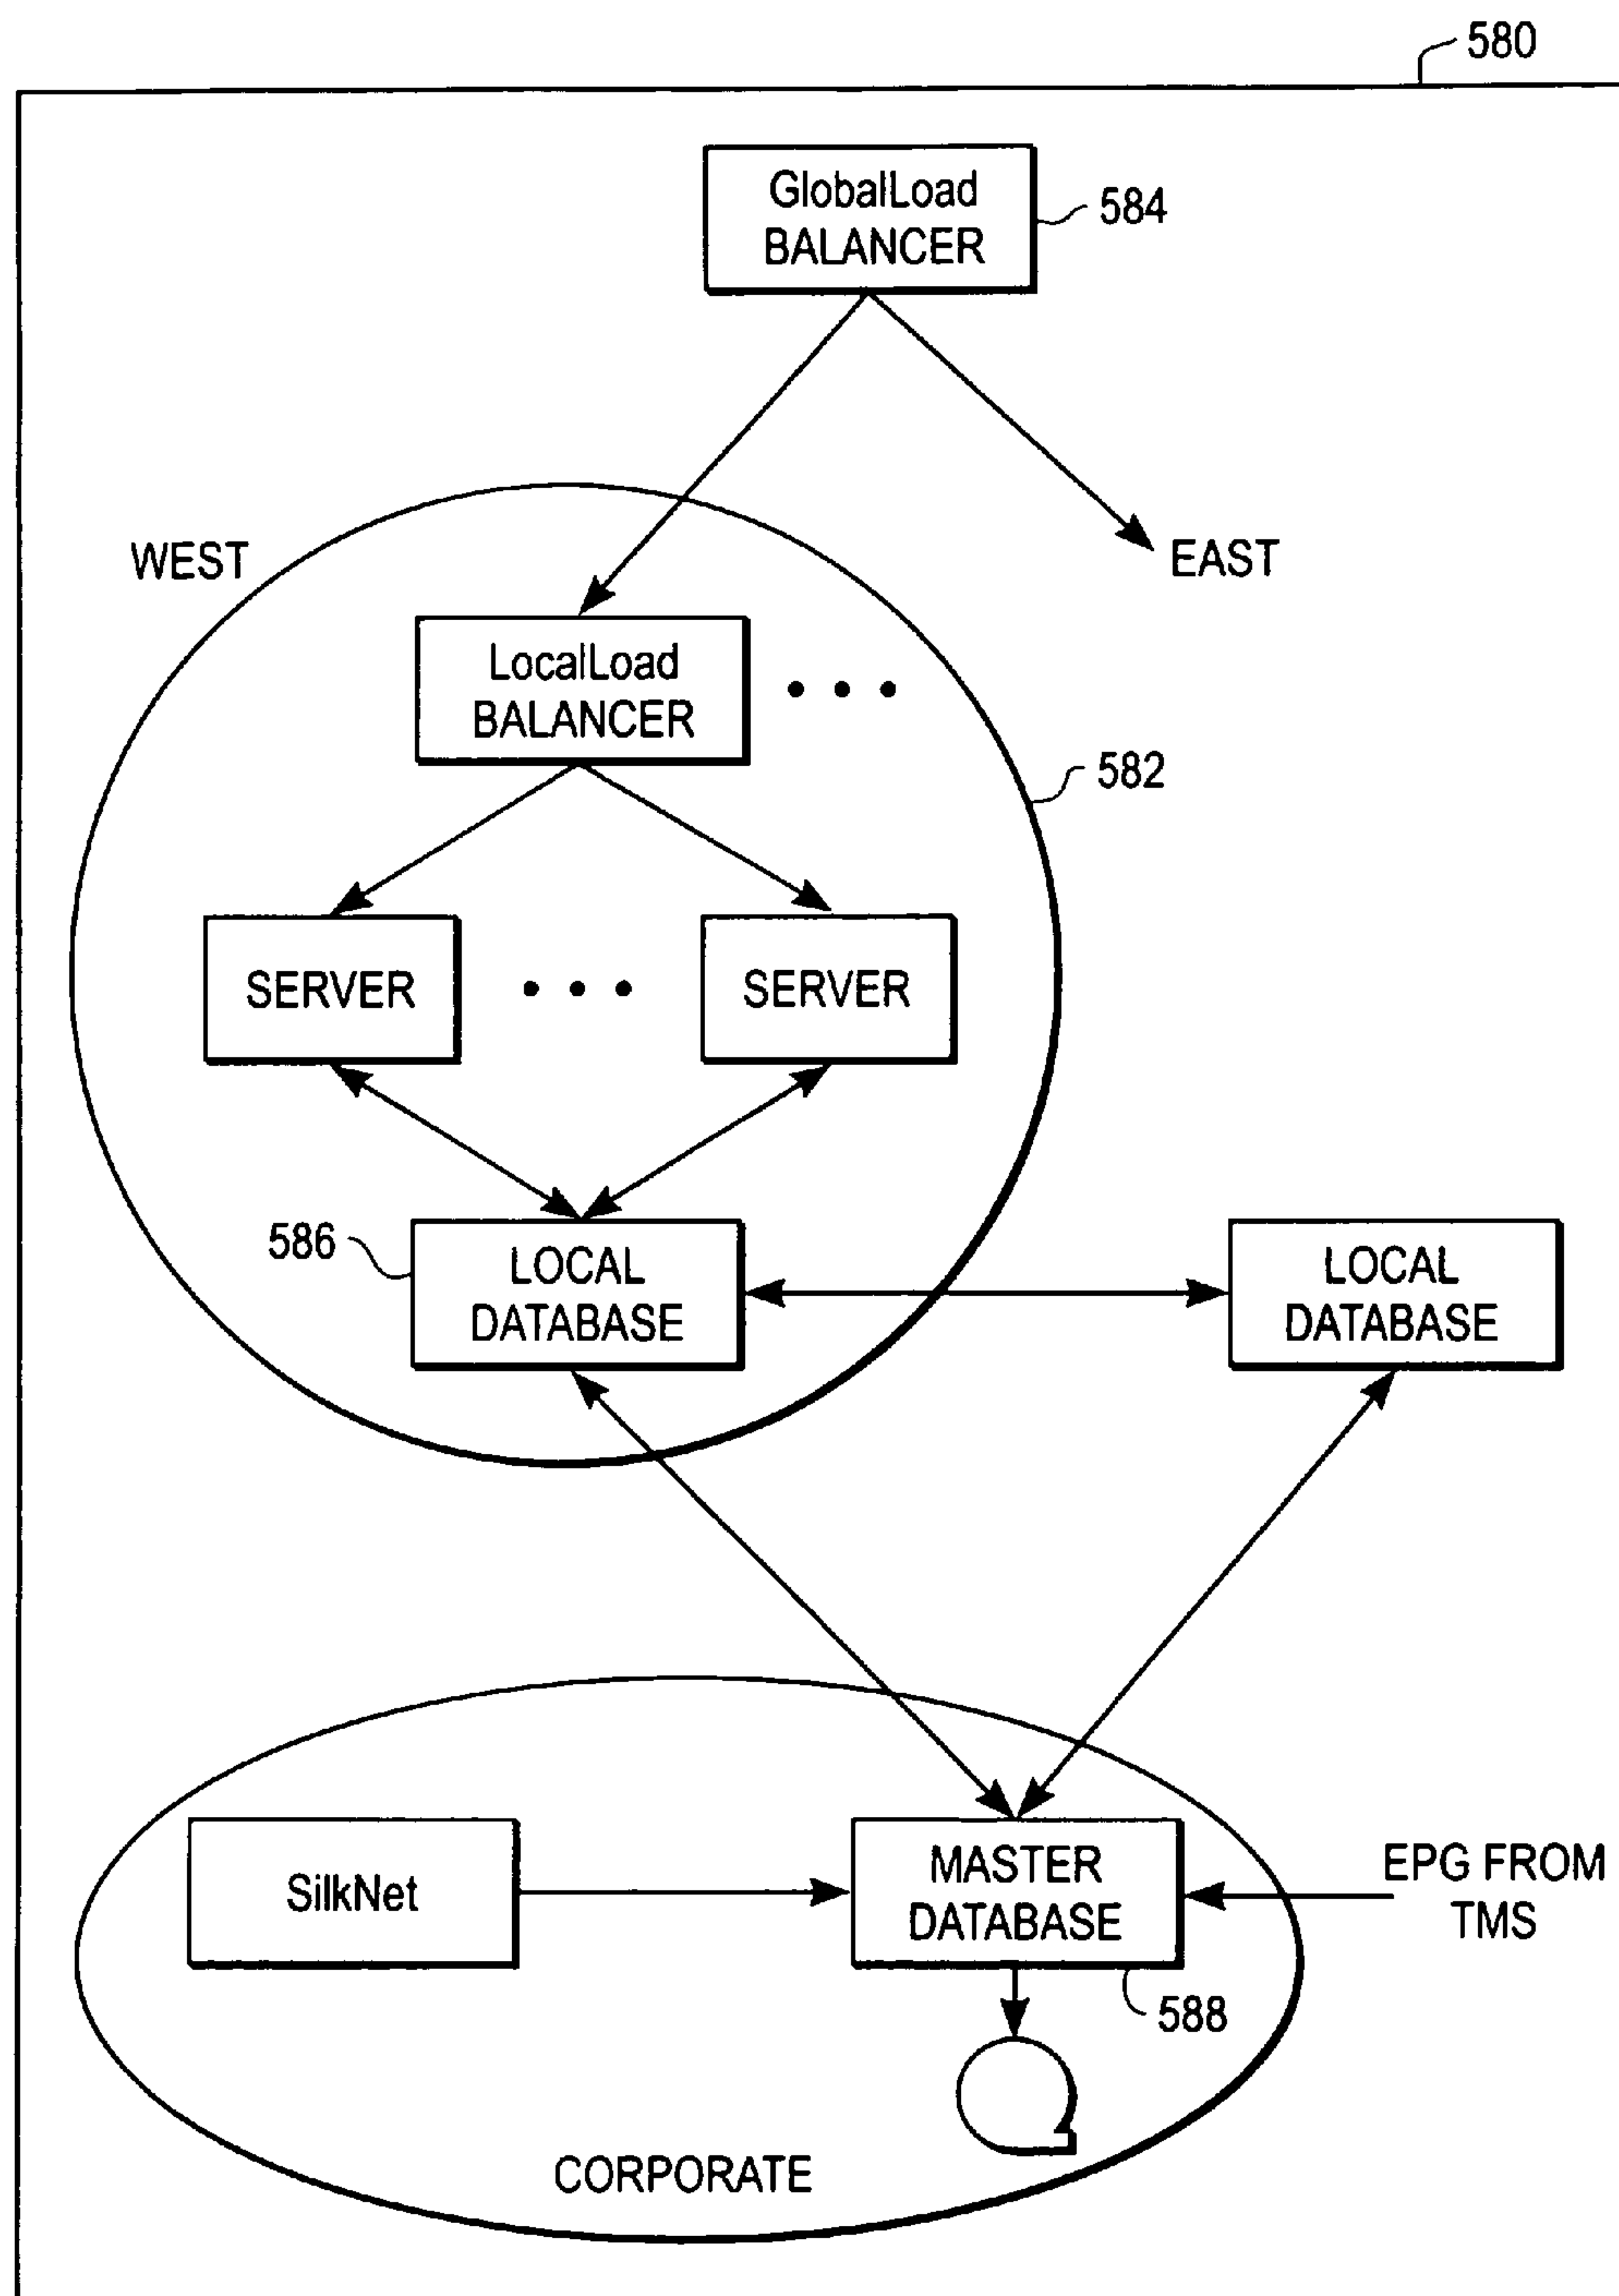 580
GlobalLoad
BALANCER
584
WEST
EAST
LocalLoad
BALANCER
582
SERVER
SERVER
586
LOCAL
DATABASE
LOCAL
DATABASE
SilkNet
MASTER
DATABASE
EPG FROM
TMS
588
CORPORATE